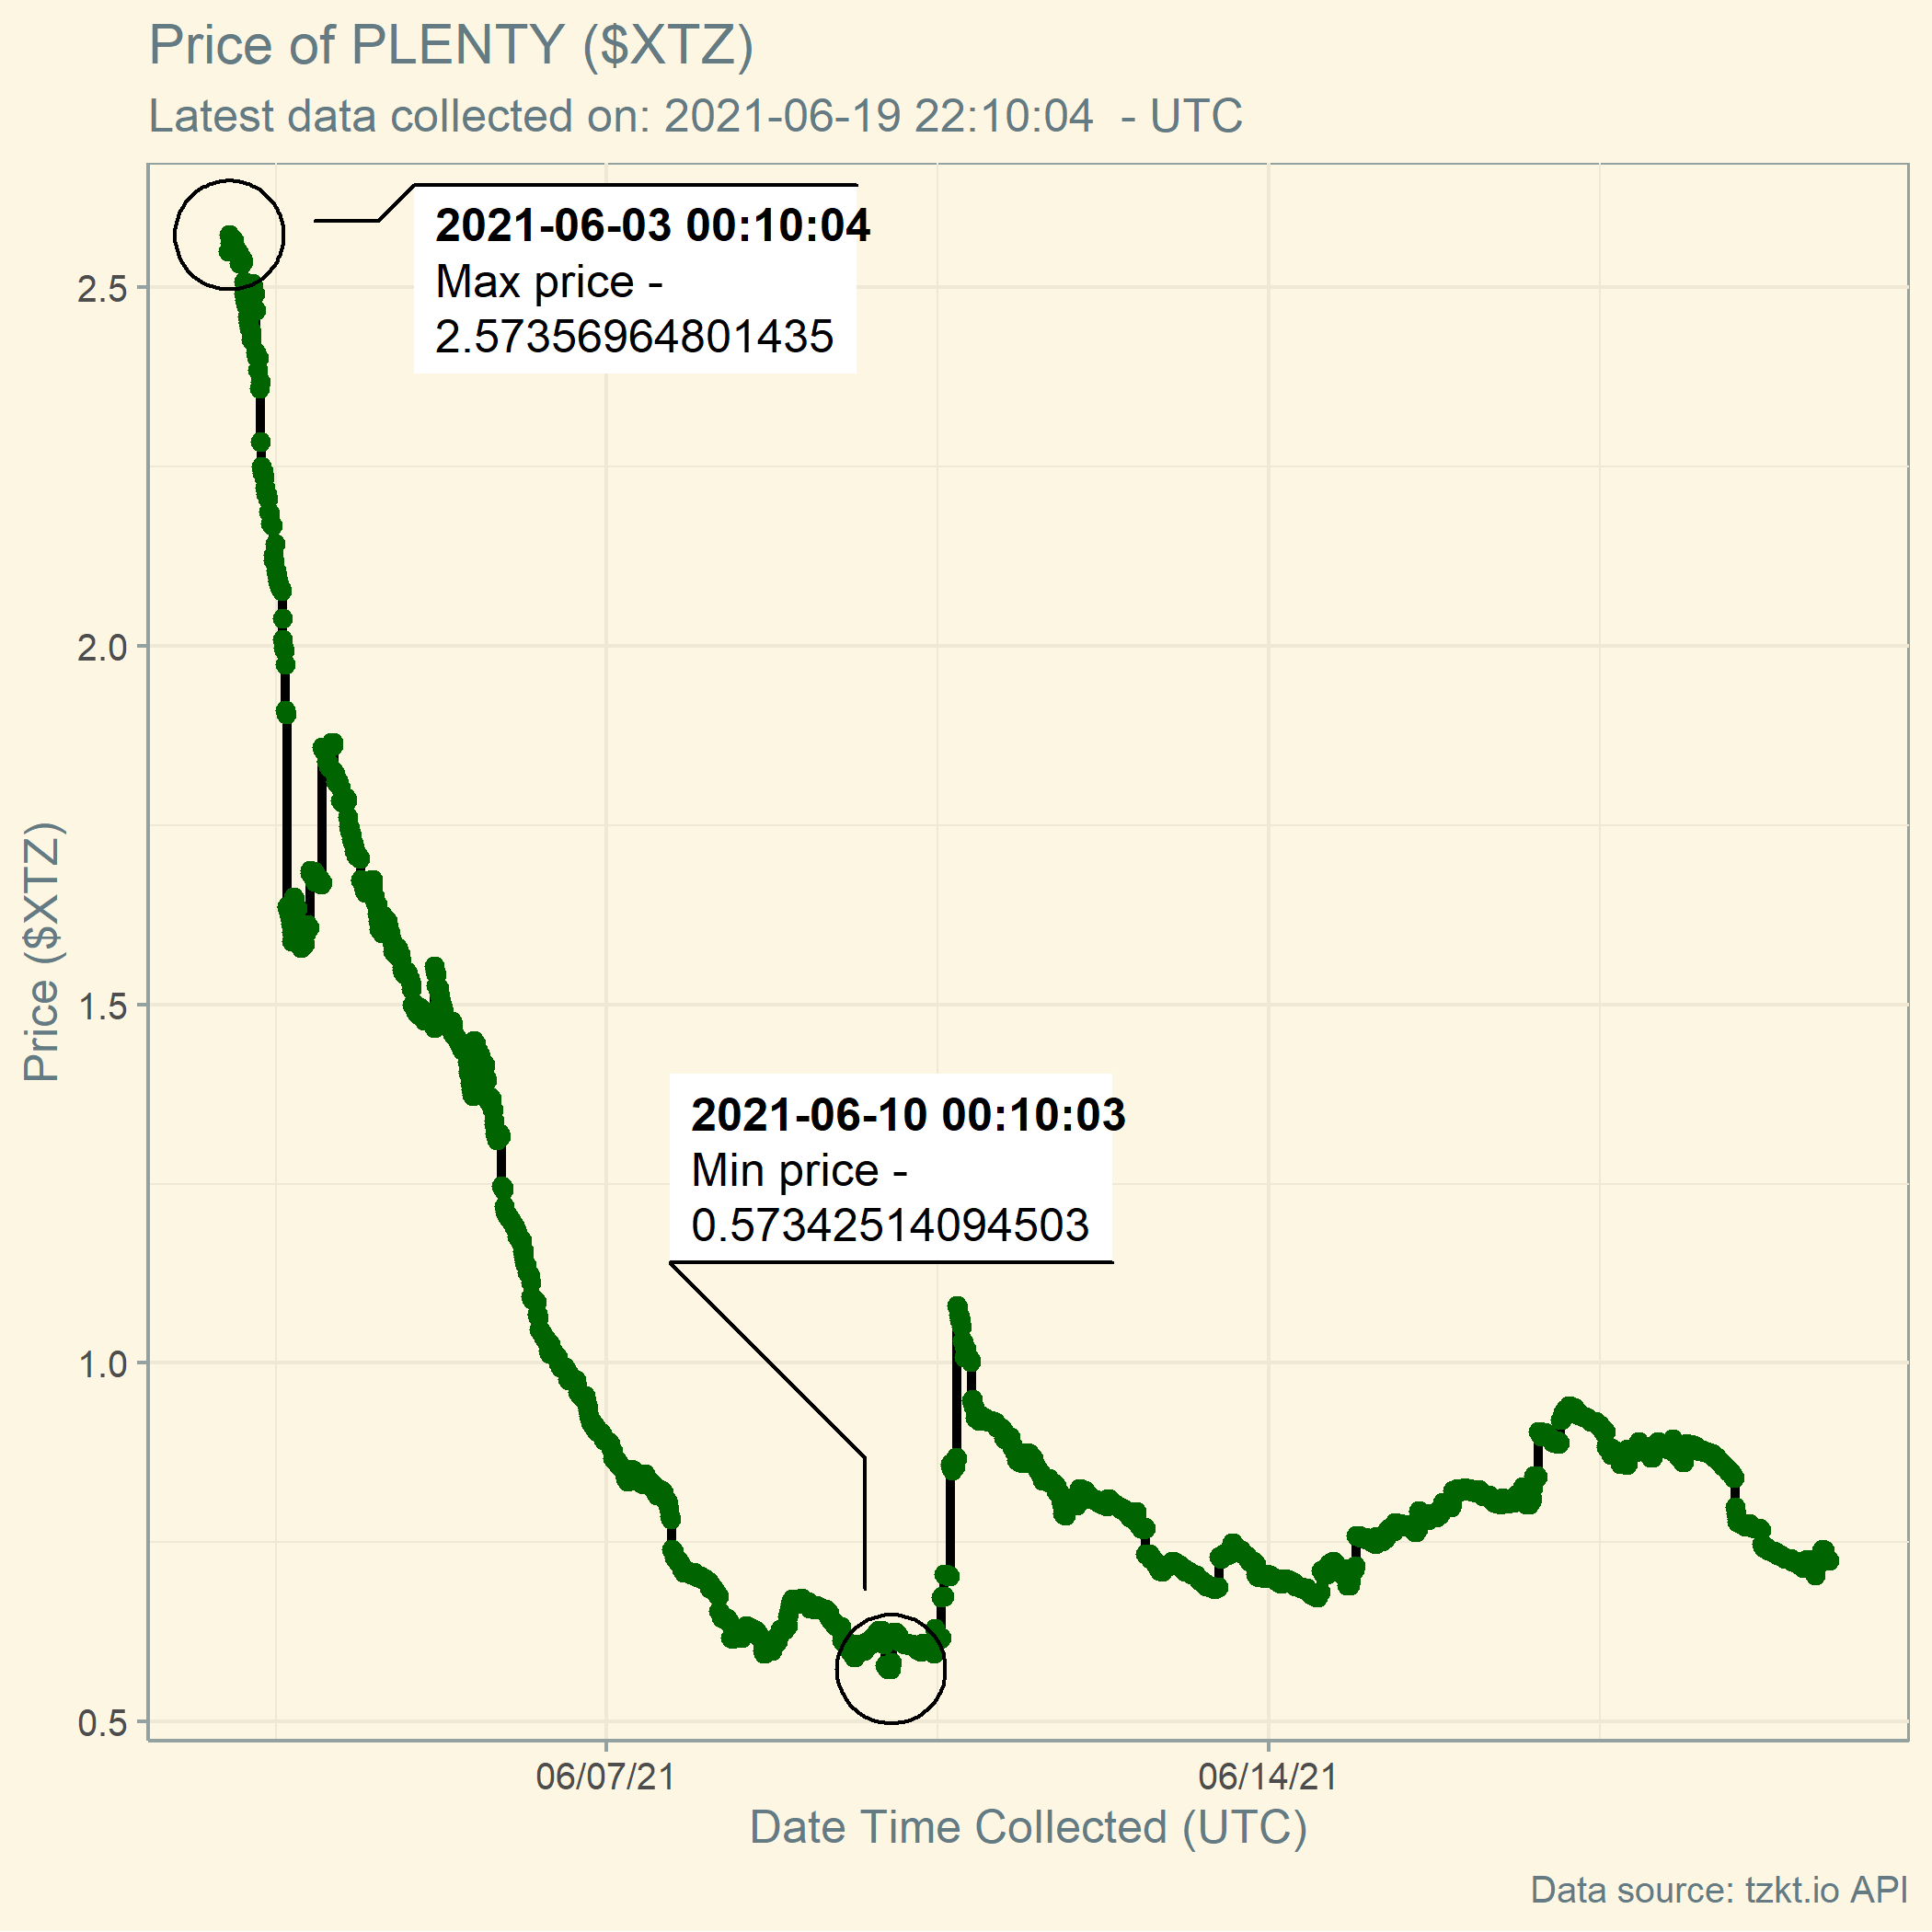 Price of PLENTY ($XTZ)
Latest data collected on: 2021-06-19 22:10:04  - UTC
2021-06-03 00:10:04
Max price -
2.57356964801435
2.5
2.0
1.5
1.0
0.5
Price ($XTZ)
2021-06-10 00:10:03
Min price -
0.57342514094503
06/07/21
06/14/21
Date Time Collected (UTC)
Data source: tzkt.io API